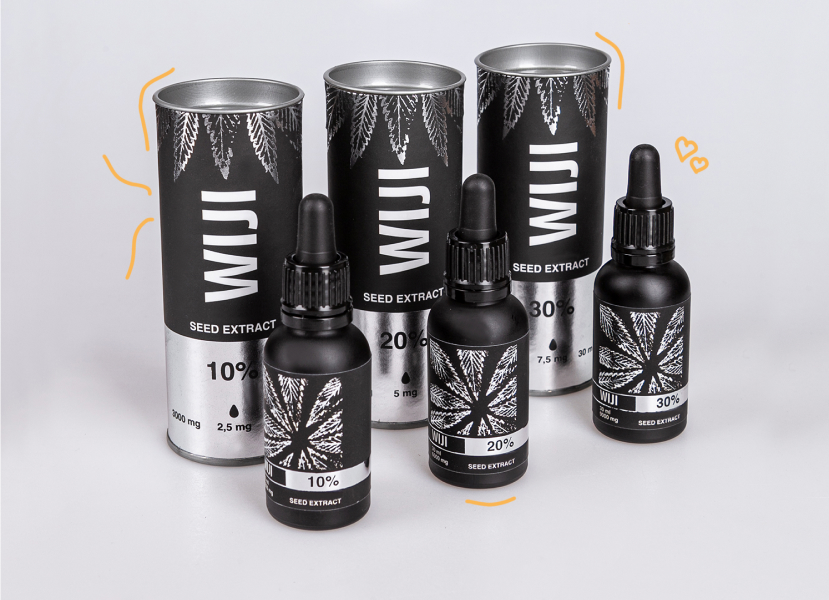 WIJI
SEED EXTRACT
10%
3000 mg
2,5 mg
WIJI
SEED EXTRACT
20%
5 mg
WIJI
SEED EXTRACT
30%
7,5 mg
30 m
10%
SEED EXTRACT
WIJI
20%
SEED EXTRACT
WIJI
30%
SEED EXTRACT